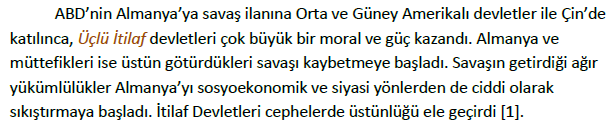 ABD’nin Almanya’ya savaş ilanına Orta ve Güney Amerikalı devletler ile Çin’de
katılınca, Üçlü İtilaf devletleri çok büyük bir moral ve güç kazandı. Almanya ve
müttefikleri ise üstün götürdükleri savaşı kaybetmeye başladı. Savaşın getirdiği ağır
yükümlülükler Almanya’yı sosyoekonomik ve siyasi yönlerden de ciddi olarak
sıkıştırmaya başladı. İtilaf Devletleri cephelerde üstünlüğü ele geçirdi [1].